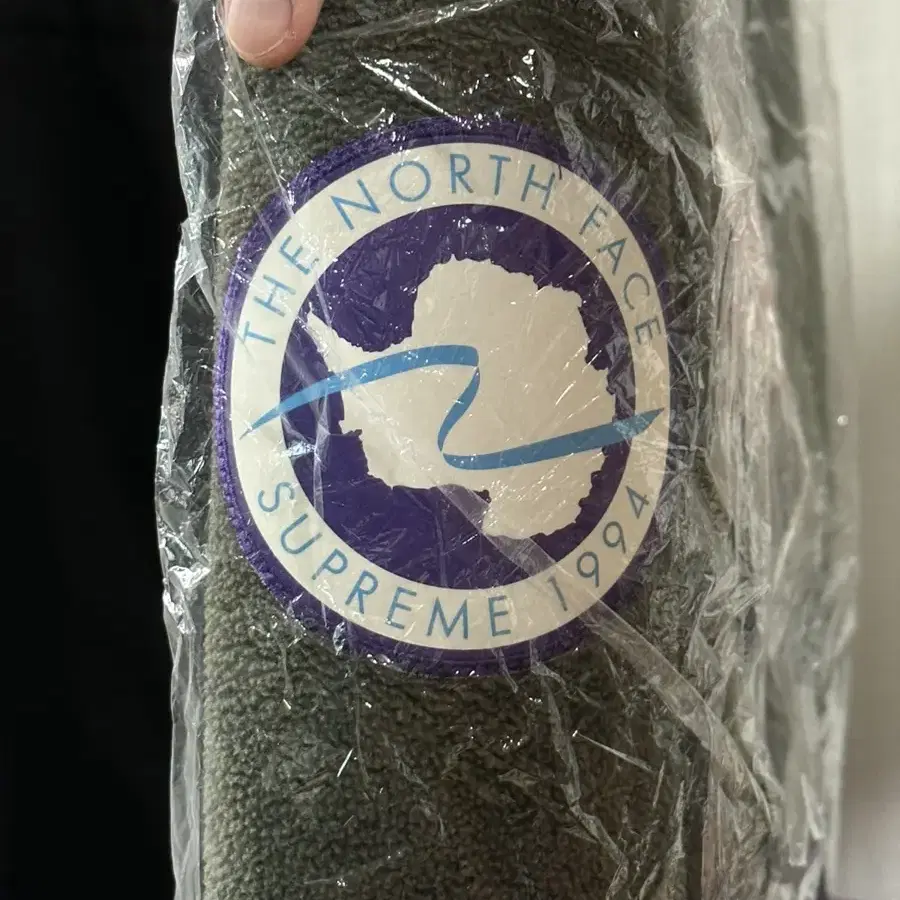 THE NORTH FACE
SUPREME 1994